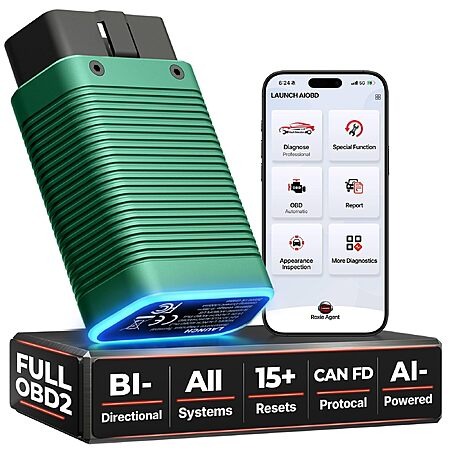 6:24
5G
LAUNCH AIOBD
Diagnose
Professional
Special Function
OBD
Automatic
Report
Appearance
Inspection
More Diagnostics
Roxie Agent
LAUNCH
FULL
OBD2
BI-
Directional
All
Systems
15+
Resets
CAN FD
Protocal
AI-
Powered